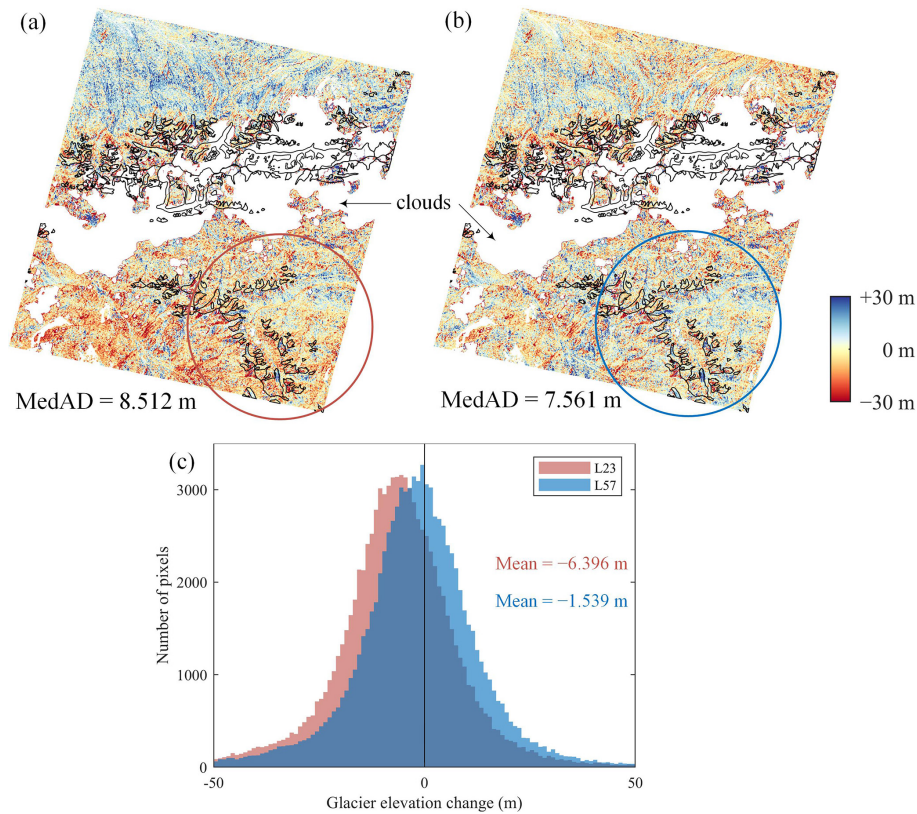 (a)
(b)
clouds
+30 m
0 m
−30 m
MedAD = 8.512 m
MedAD = 7.561 m
(c)
L23
L57
3000
2000
1000
0
Number of pixels
Mean = −6.396 m
Mean = −1.539 m
-50
0
50
Glacier elevation change (m)